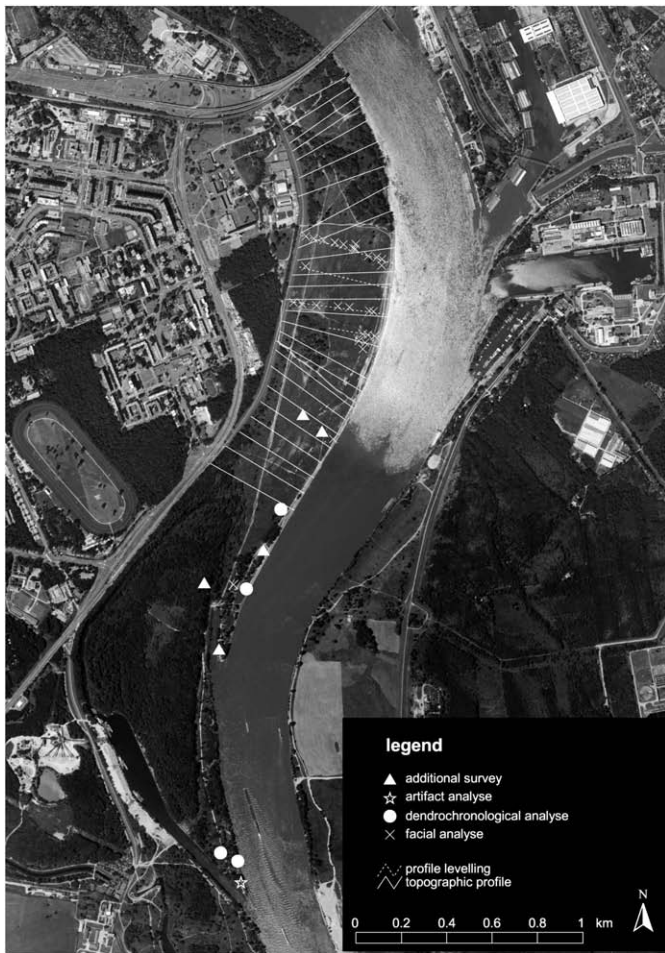 legend
additional survey
artifact analyse
dendrochronological analyse
facial analyse
profile levelling
topographic profile
N
0 0.2 0.4 0.6 0.8 1 km